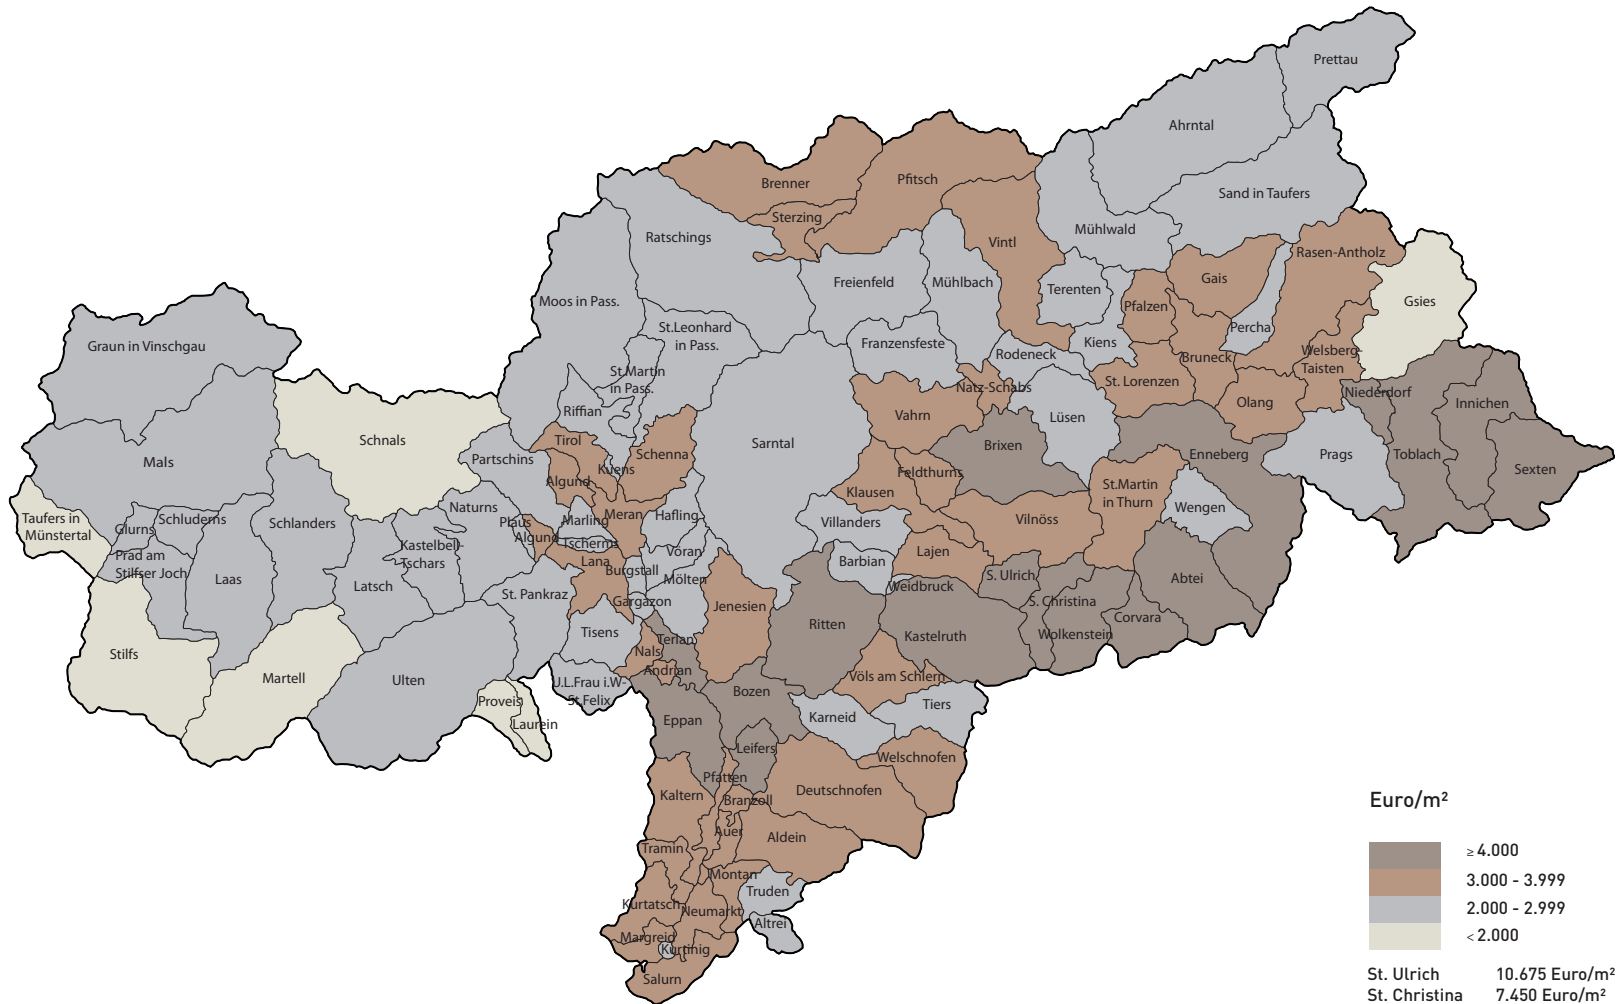 Prettau
Ahrntal
Sand in Taufers
Brenner
Pfitsch
Sterzing
Ratschings
Vintl
Mühlwald
Rasen-Antholz
Moos in Pass.
Freienfeld
Mühlbach
Terenten
Gais
Pfalzen
Gsies
Percha
St.Leonhard
in Pass.
Franzensfeste
Rodeneck
Kiens
Graun in Vinschgau
Bruneck
Welsberg-
Taisten
St.Martin
in Pass.
Natz-Schabs
St. Lorenzen
Niederdorf
Riffian
Vahrn
Lüsen
Olang
Innichen
Schnals
Tirol
Sarntal
Brixen
Mals
Partschins
Kuens
Schenna
Enneberg
Prags
Toblach
Sexten
Algund
Feldthurns
Klausen
St.Martin
in Thurn
Taufers in
Münstertal
Glurns
Schluderns
Schlanders
Naturns
Plaus
Marling
Meran
Hafling
Villanders
Vilnöss
Wengen
Algund
Tscherms
Prad am
Stilfser Joch
Laas
Kastelbell-
Tschars
Lana
Burgstall
Vöran
Mölten
Barbian
Lajen
Latsch
St. Pankraz
Gargazon
Jenesien
Weidbruck
S. Ulrich
S. Christina
Abtei
Ritten
Kastelruth
Wolkenstein
Corvara
Tisens
Terlan
Nals
Andrian
Stilfs
Martell
Ulten
Völs am Schlern
U.L.Frau i.W-
St.Felix
Proveis
Laurein
Bozen
Eppan
Karneid
Tiers
Leifers
Welschnofen
Pfatten
Kaltern
Branzoll
Deutschnofen
Auer
Aldein
Tramin
Montan
Truden
Kurtatsch
Neumarkt
Altrei
Margreid
Kurtinig
Salurn
Euro/m²
≥ 4.000
3.000 - 3.999
2.000 - 2.999
< 2.000
St. Ulrich 10.675 Euro/m²
St. Christina 7.450 Euro/m²